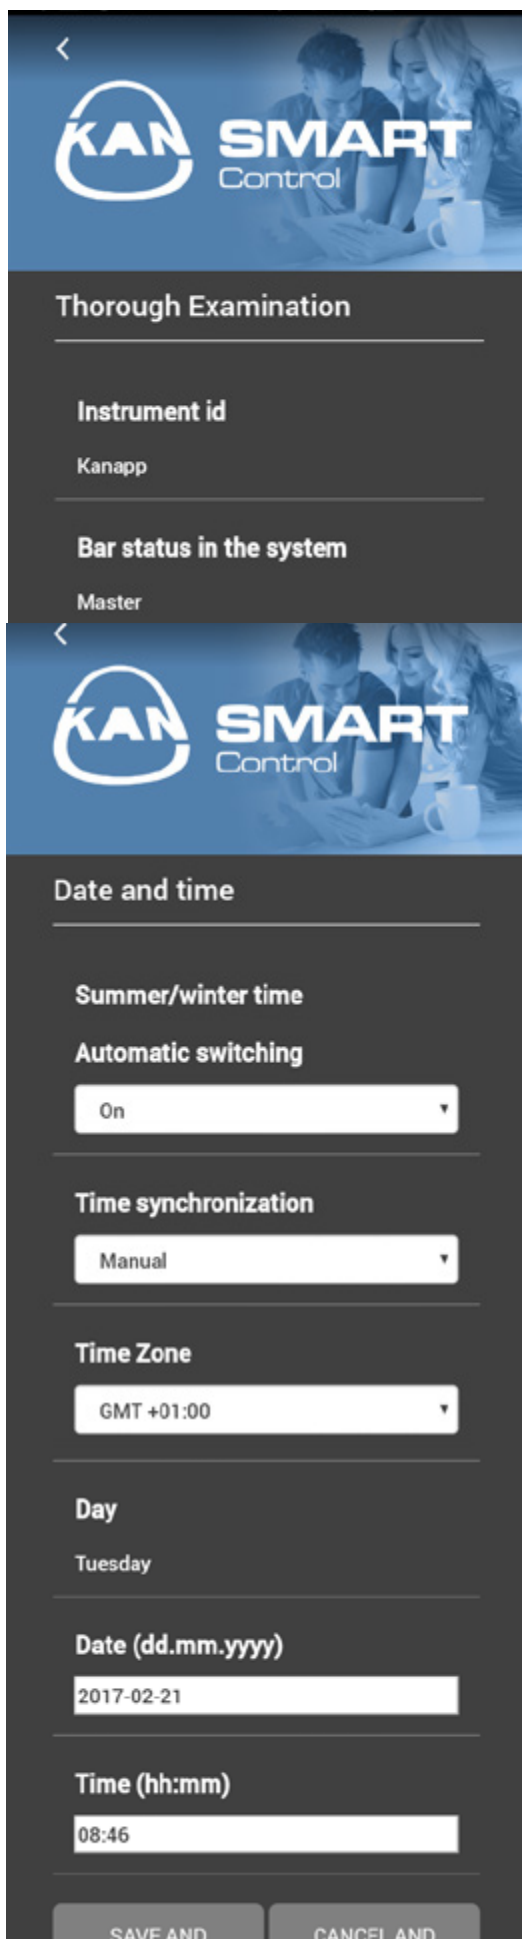 KAN SMART
Control
Thorough Examination
Instrument id
Kanapp
Bar status in the system
Master
KAN SMART
Control
Date and time
Summer/winter time
Automatic switching
On
Time synchronization
Manual
Time Zone
GMT +01:00
Day
Tuesday
Date (dd.mm.yyyy)
2017-02-21
Time (hh:mm)
08:46
SAVE AND CANCEL AND